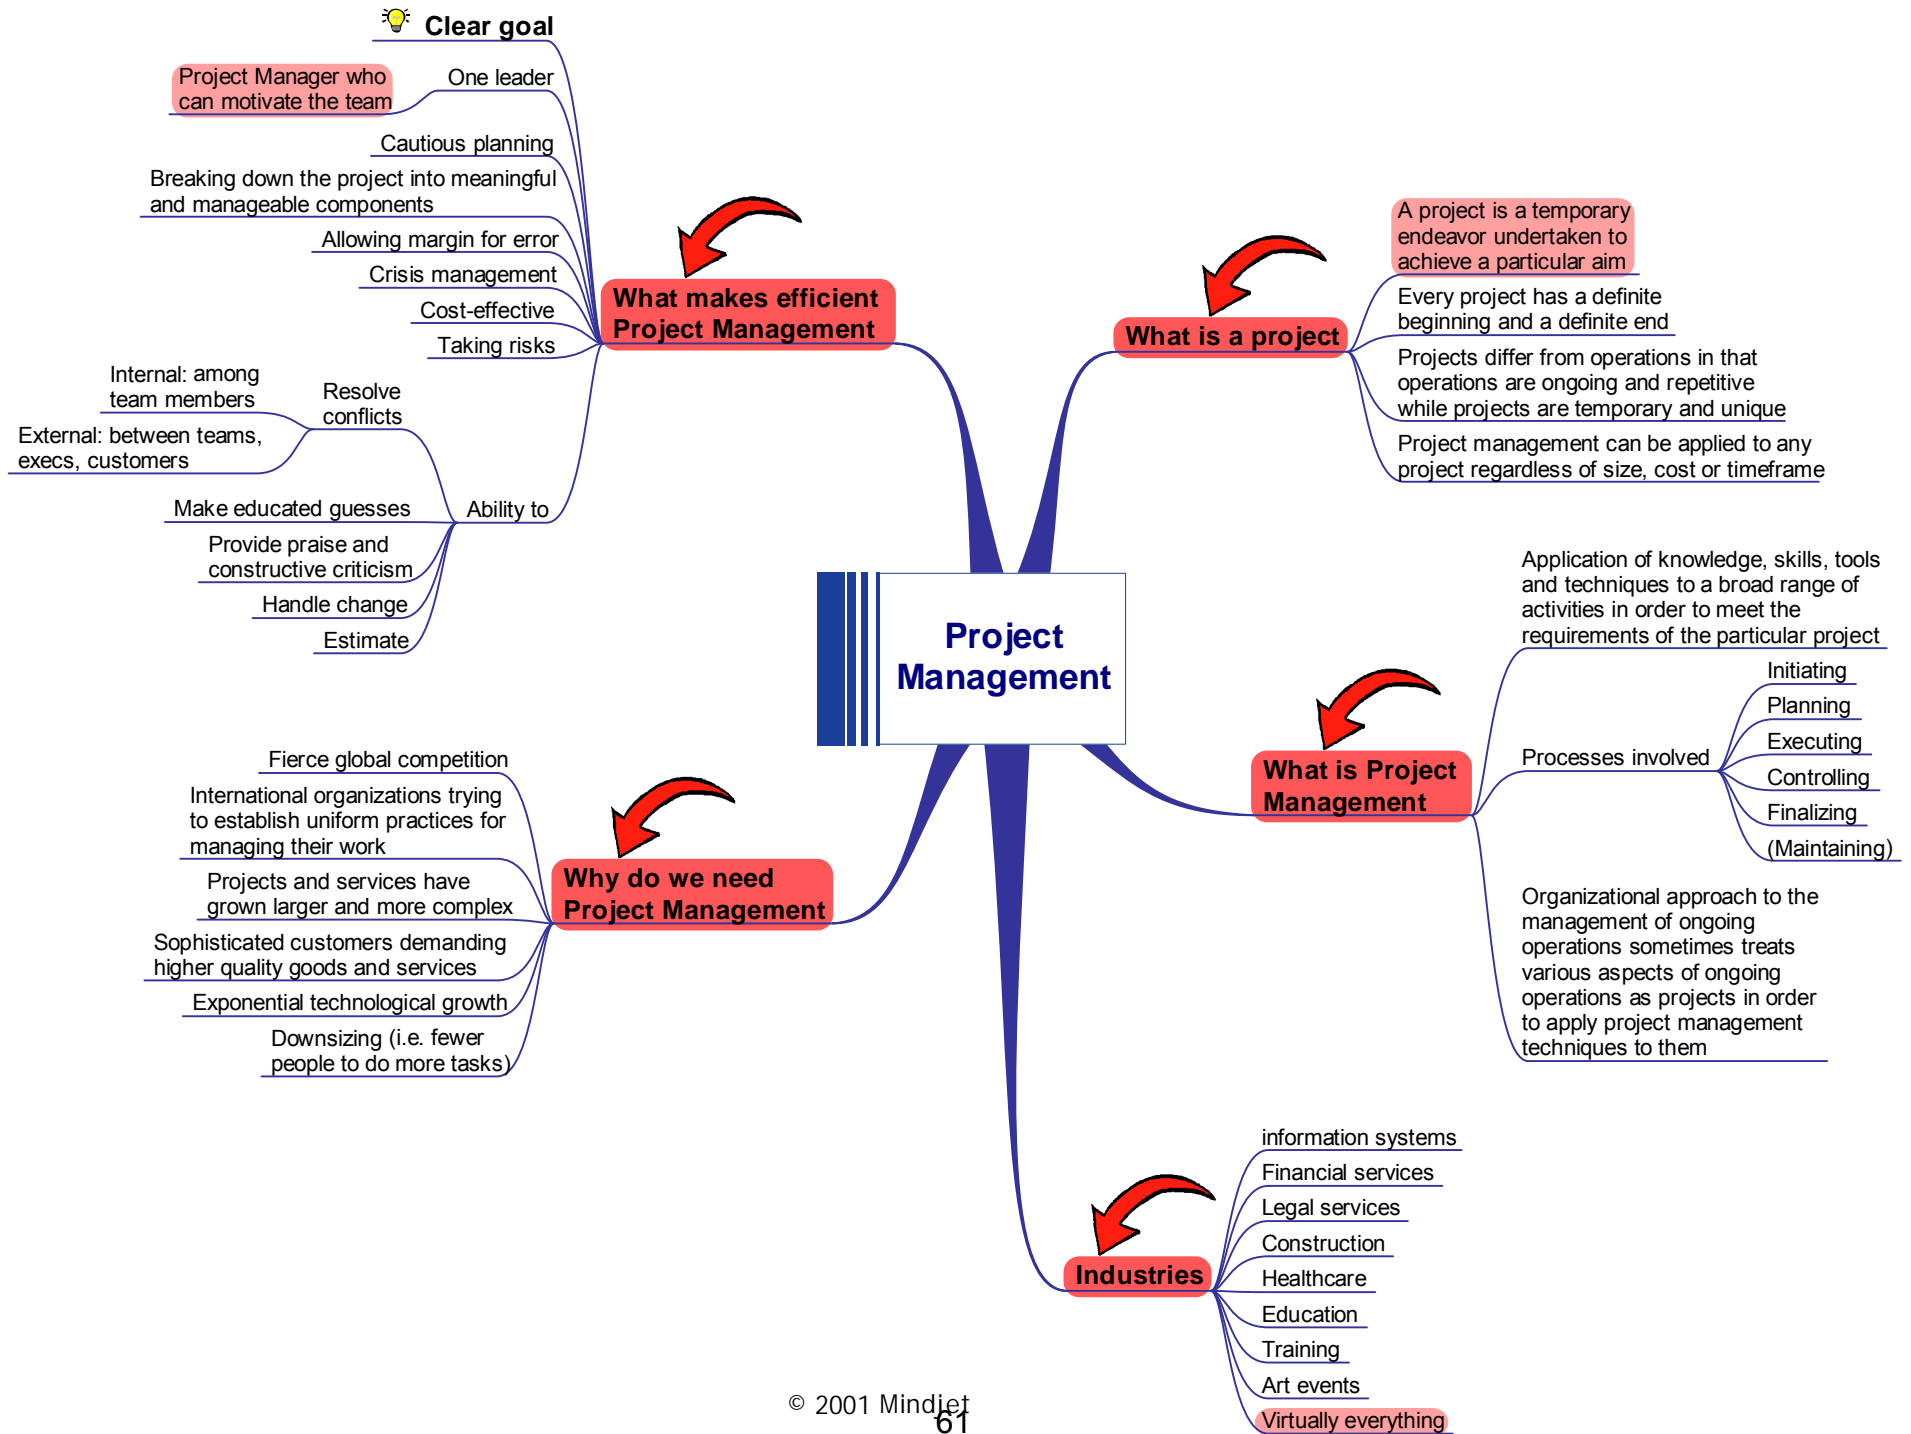 Clear goal
Project Manager who
can motivate the team
One leader
Cautious planning
Breaking down the project into meaningful
and manageable components
Allowing margin for error
Crisis management
Cost-effective
Taking risks
What makes efficient
Project Management
Internal: among
team members
External: between teams,
execs, customers
Resolve
conflicts
Make educated guesses
Provide praise and
constructive criticism
Handle change
Estimate
Ability to
What is a project
A project is a temporary
endeavor undertaken to
achieve a particular aim
Every project has a definite
beginning and a definite end
Projects differ from operations in that
operations are ongoing and repetitive
while projects are temporary and unique
Project management can be applied to any
project regardless of size, cost or timeframe
Project
Management
What is Project
Management
Application of knowledge, skills, tools
and techniques to a broad range of
activities in order to meet the
requirements of the particular project
Processes involved
Initiating
Planning
Executing
Controlling
Finalizing
(Maintaining)
Organizational approach to the
management of ongoing
operations sometimes treats
various aspects of ongoing
operations as projects in order
to apply project management
techniques to them
Fierce global competition
International organizations trying
to establish uniform practices for
managing their work
Projects and services have
grown larger and more complex
Sophisticated customers demanding
higher quality goods and services
Exponential technological growth
Downsizing (i.e. fewer
people to do more tasks)
Why do we need
Project Management
Industries
information systems
Financial services
Legal services
Construction
Healthcare
Education
Training
Art events
Virtually everything
© 2001 Mindjet
61